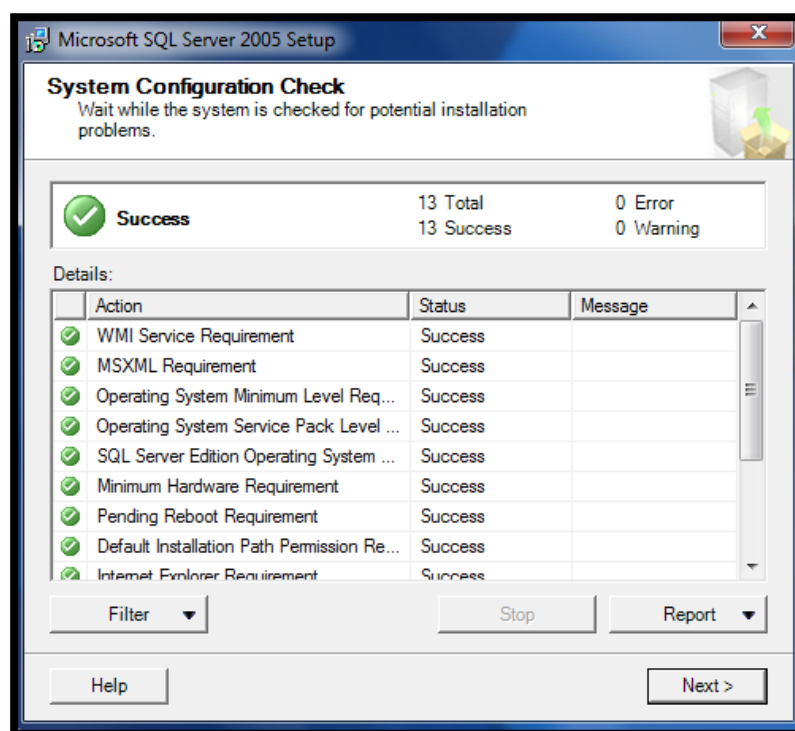 Microsoft SQL Server 2005 Setup
System Configuration Check
Wait while the system is checked for potential installation
problems.
Success 13 Total 0 Error
13 Success 0 Warning
Details:
Action Status Message
WMI Service Requirement Success
MSXML Requirement Success
Operating System Minimum Level Req... Success
Operating System Service Pack Level ... Success
SQL Server Edition Operating System ... Success
Minimum Hardware Requirement Success
Pending Reboot Requirement Success
Default Installation Path Permission Re... Success
Internet Explorer Requirement Success
Filter Stop Report
Help Next >